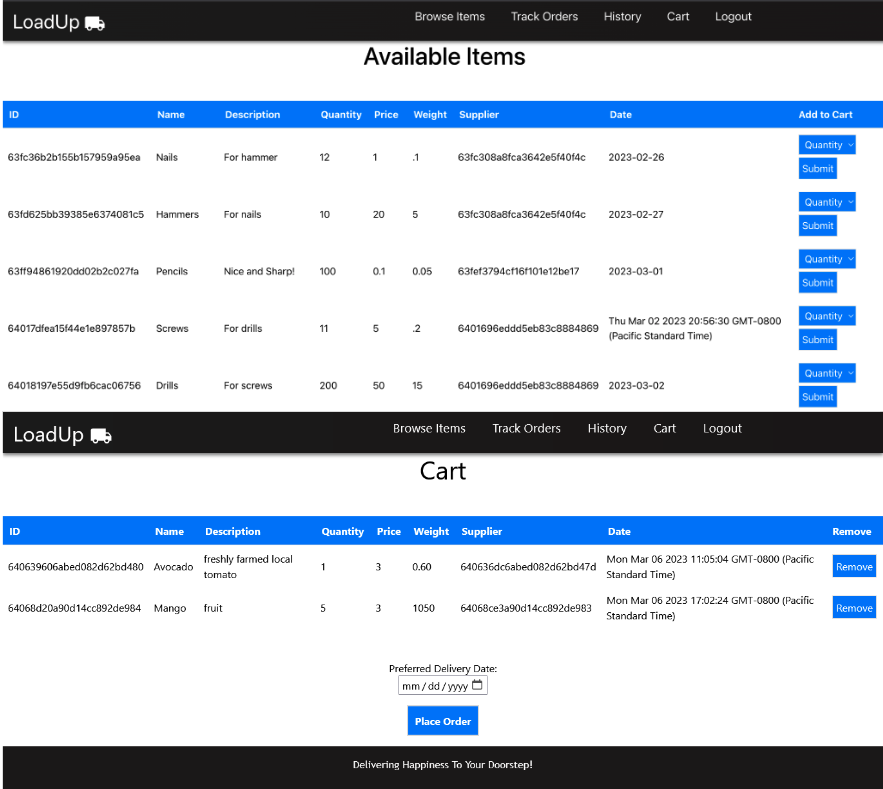 LoadUp Browse Items Track Orders History Cart Logout
Available Items
ID Name Description Quantity Price Weight Supplier Date Add to Cart
63fc36b2b155b157959a95ea Nails For hammer 12 1 .1 63fc308a8fca3642e5f40f4c 2023-02-26 Quantity
Submit
63fd625bb39385e6374081c5 Hammers For nails 10 20 5 63fc308a8fca3642e5f40f4c 2023-02-27 Quantity
Submit
63ff94861920dd02b2c027fa Pencils Nice and Sharp! 100 0.1 0.05 63fef3794cf16f101e12be17 2023-03-01 Quantity
Submit
64017dfea15f44e1e897857b Screws For drills 11 5 .2 6401696eddd5eb83c8884869 Thu Mar 02 2023 20:56:30 GMT-0800 Quantity
(Pacific Standard Time) Submit
64018197e55d9fb6cac06756 Drills For screws 200 50 15 6401696eddd5eb83c8884869 2023-03-02 Quantity
Submit
LoadUp Browse Items Track Orders History Cart Logout
Cart
ID Name Description Quantity Price Weight Supplier Date Remove
640639606abed082d62bd480 Avocado freshly farmed local 1 3 0.60 640636dc6abed082d62bd47d Mon Mar 06 2023 11:05:04 GMT-0800 (Pacific Remove
tomato Standard Time)
64068d20a90d14cc892de984 Mango fruit 5 3 1050 64068ce3a90d14cc892de983 Mon Mar 06 2023 17:02:24 GMT-0800 (Pacific Remove
Standard Time)
Preferred Delivery Date:
mm/dd/yyyy
Place Order
Delivering Happiness To Your Doorstep!